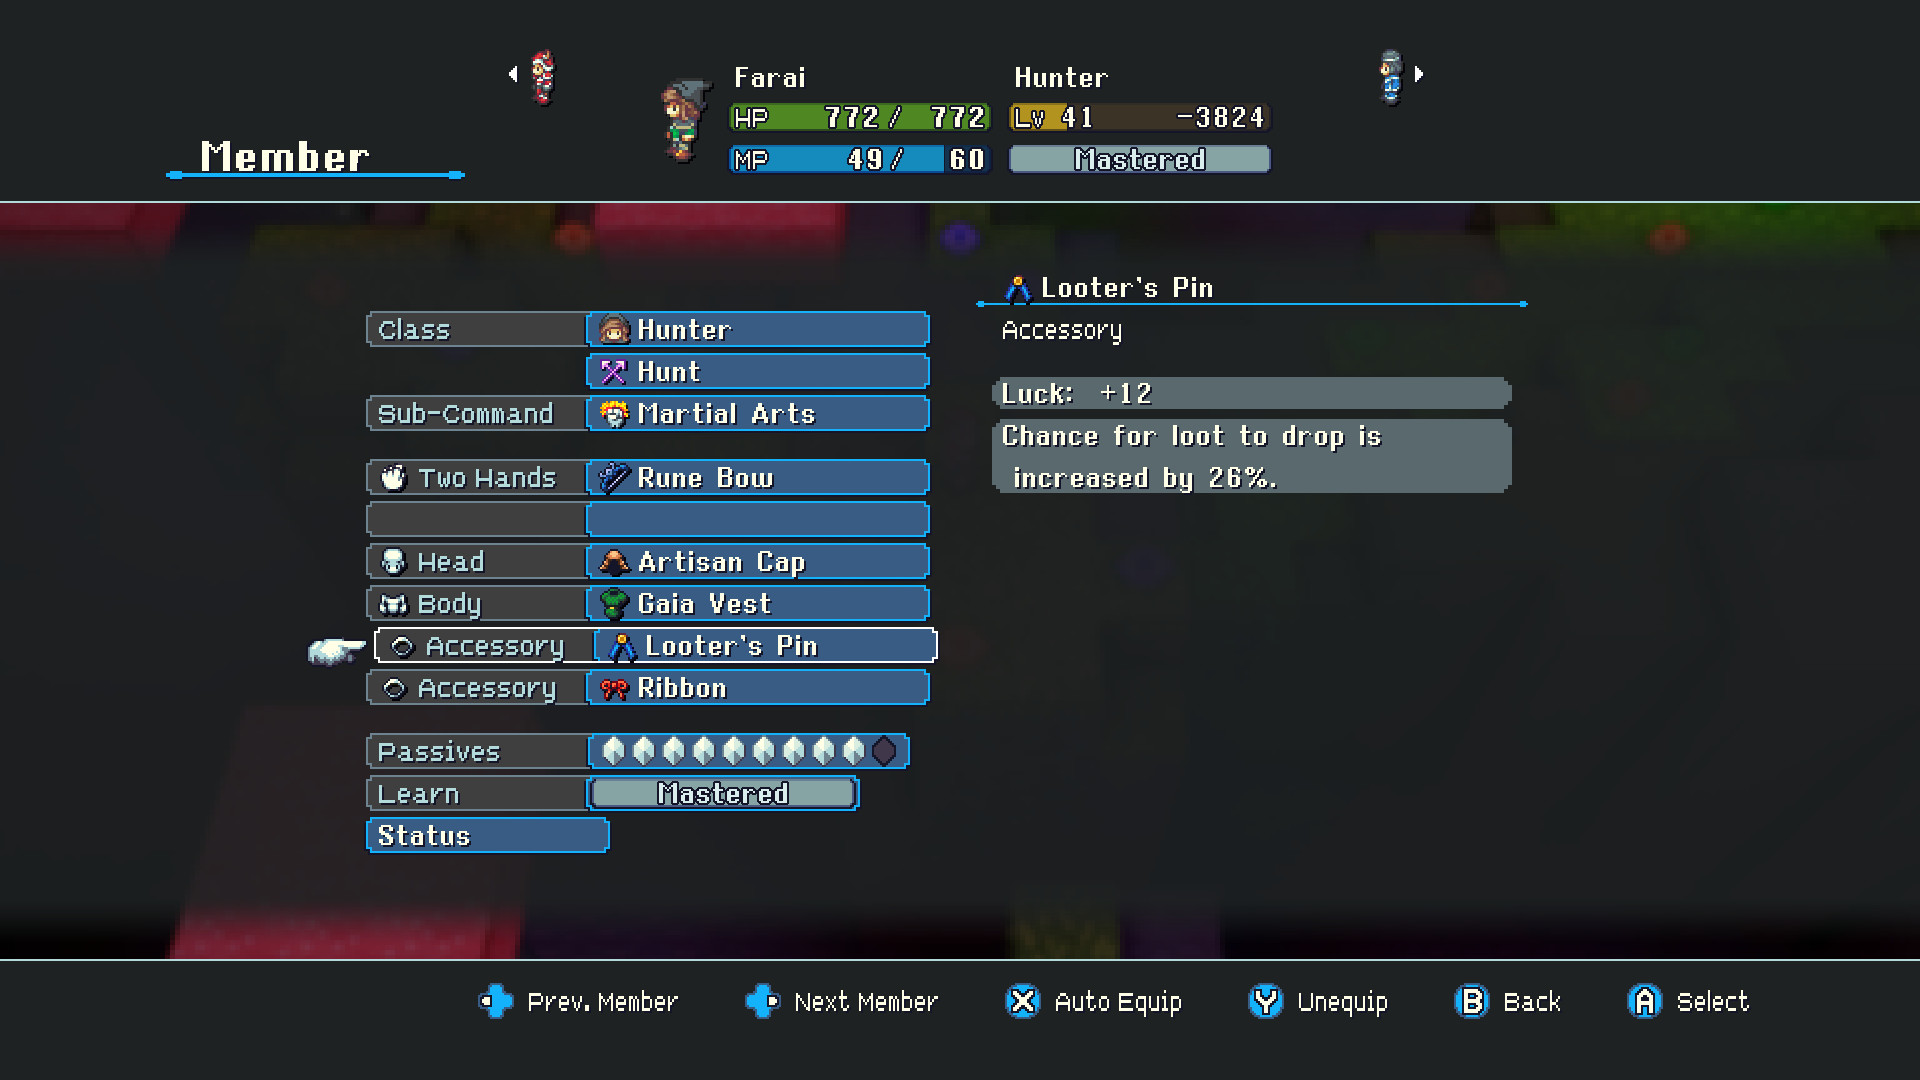 Member
Farai
Hunter
HP 772/ 772
Lv 41 -3824
MP 49/ 60
Mastered
Class Hunter
Hunt
Sub-Command Martial Arts
Two Hands Rune Bow
Head Artisan Cap
Body Gaia Vest
Accessory Looter's Pin
Accessory Ribbon
Passives
Learn Mastered
Status
Looter's Pin
Accessory
Luck: +12
Chance for loot to drop is
increased by 26%.
Prev. Member Next Member X Auto Equip Y Unequip B Back A Select